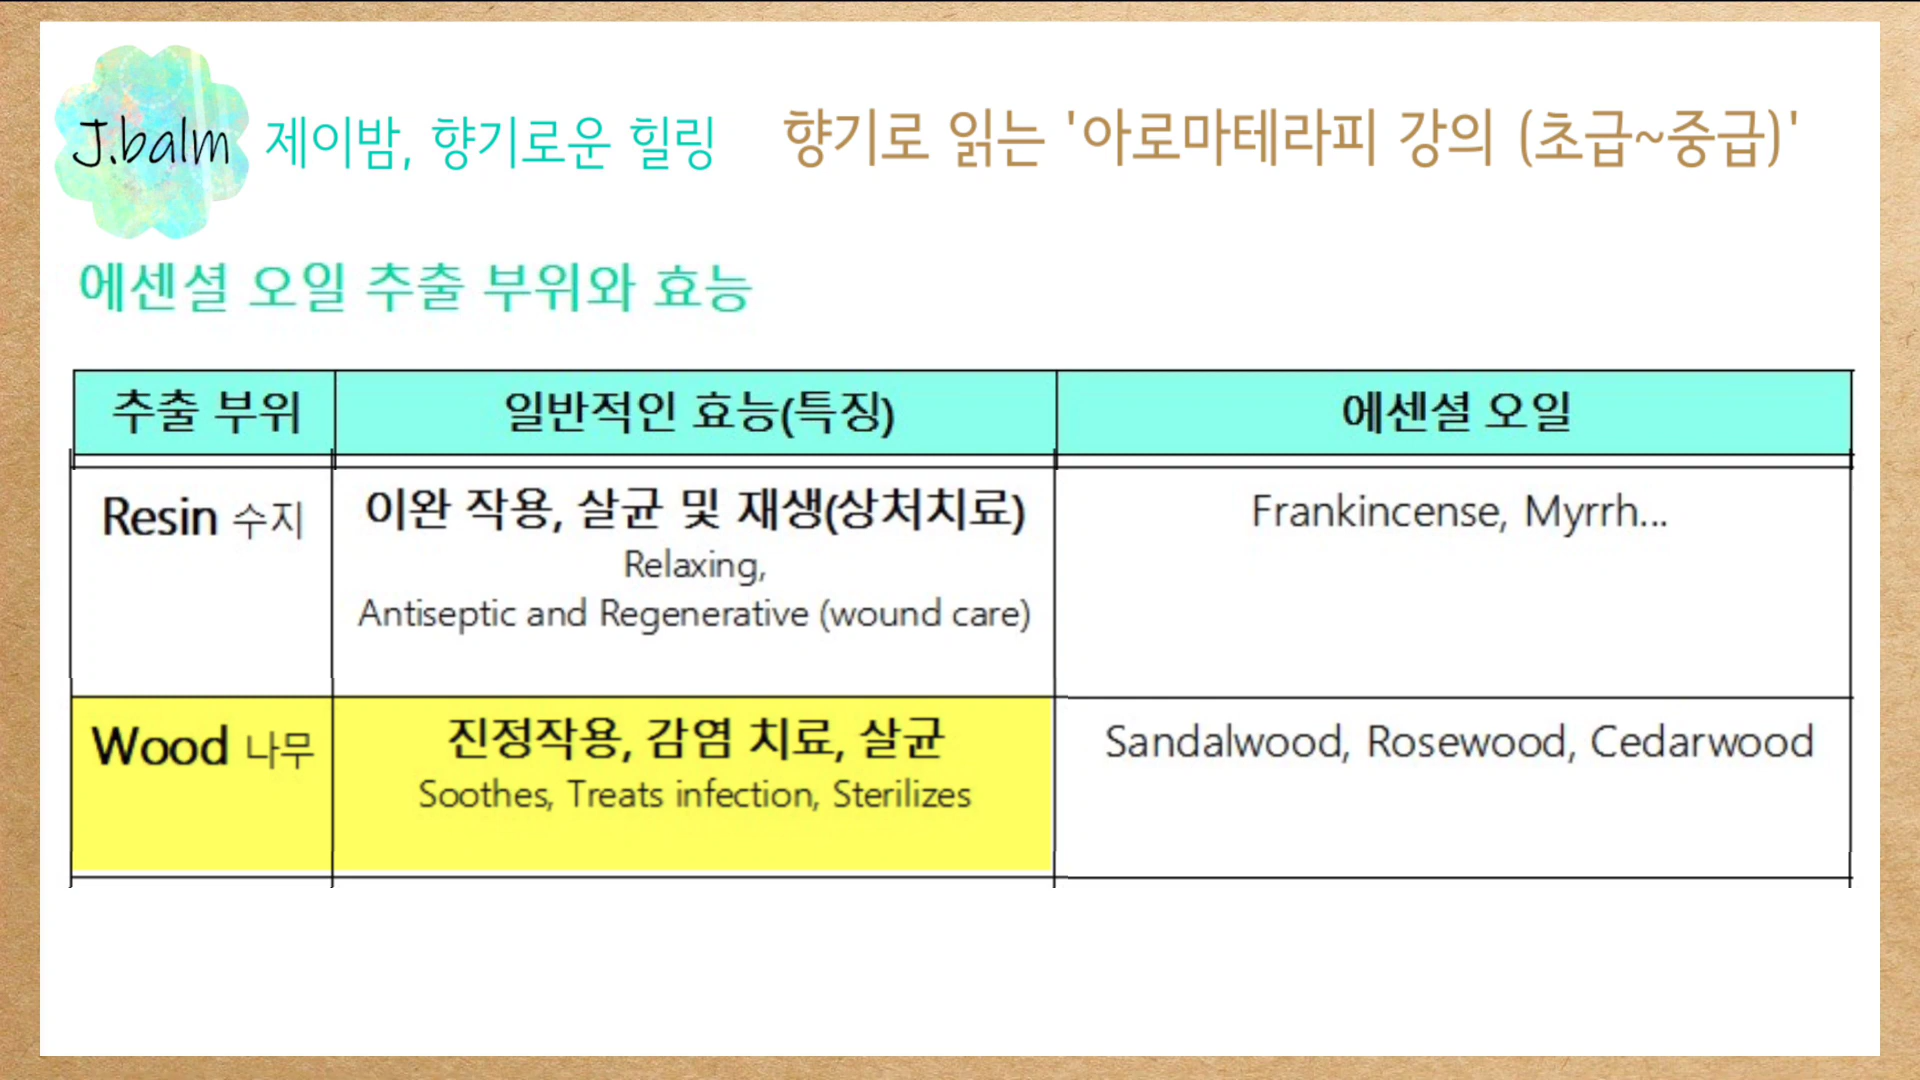 J.balm
제이밤, 향기로운 힐링
향기로 읽는 '아로마테라피 강의 (초급~중급)'
에센셜 오일 추출 부위와 효능
추출 부위
일반적인 효능(특징)
에센셜 오일
Resin 수지
이완 작용, 살균 및 재생(상처치료)
Relaxing,
Antiseptic and Regenerative (wound care)
Frankincense, Myrrh...
Wood 나무
진정작용, 감염 치료, 살균
Soothes, Treats infection, Sterilizes
Sandalwood, Rosewood, Cedarwood